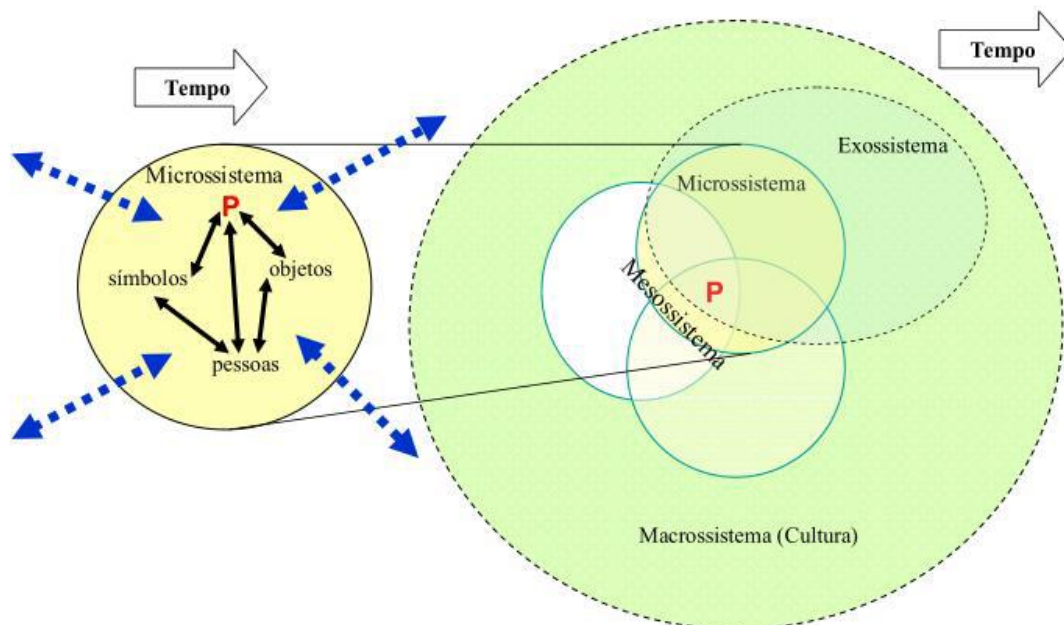 Tempo
Microssistema
P
símbolos
objetos
pessoas
Tempo
Exossistema
Microssistema
Mesossistema
P
Macrossistema (Cultura)